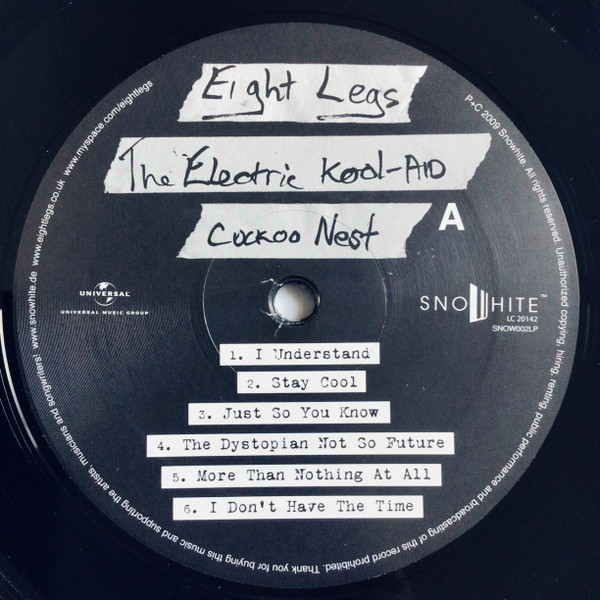 Eight Legs
The Electric Kool-AID
Cuckoo Nest
A
UNIVERSAL
UNIVERSAL MUSIC GROUP
SNOWHITE™
LC 20142
SNOW002LP
1. I Understand
2. Stay Cool
3. Just So You Know
4. The Dystopian Not So Future
5. More Than Nothing At All
6. I Don't Have The Time
P+C 2009 Snowhite. All rights reserved. Unauthorized copying, hiring, renting, public performance and broadcasting of this record prohibited. Thank you for buying this music and supporting the artists, musicians and songwriters! www.snowhite.de www.eightlegs.co.uk www.myspace.com/eightlegs